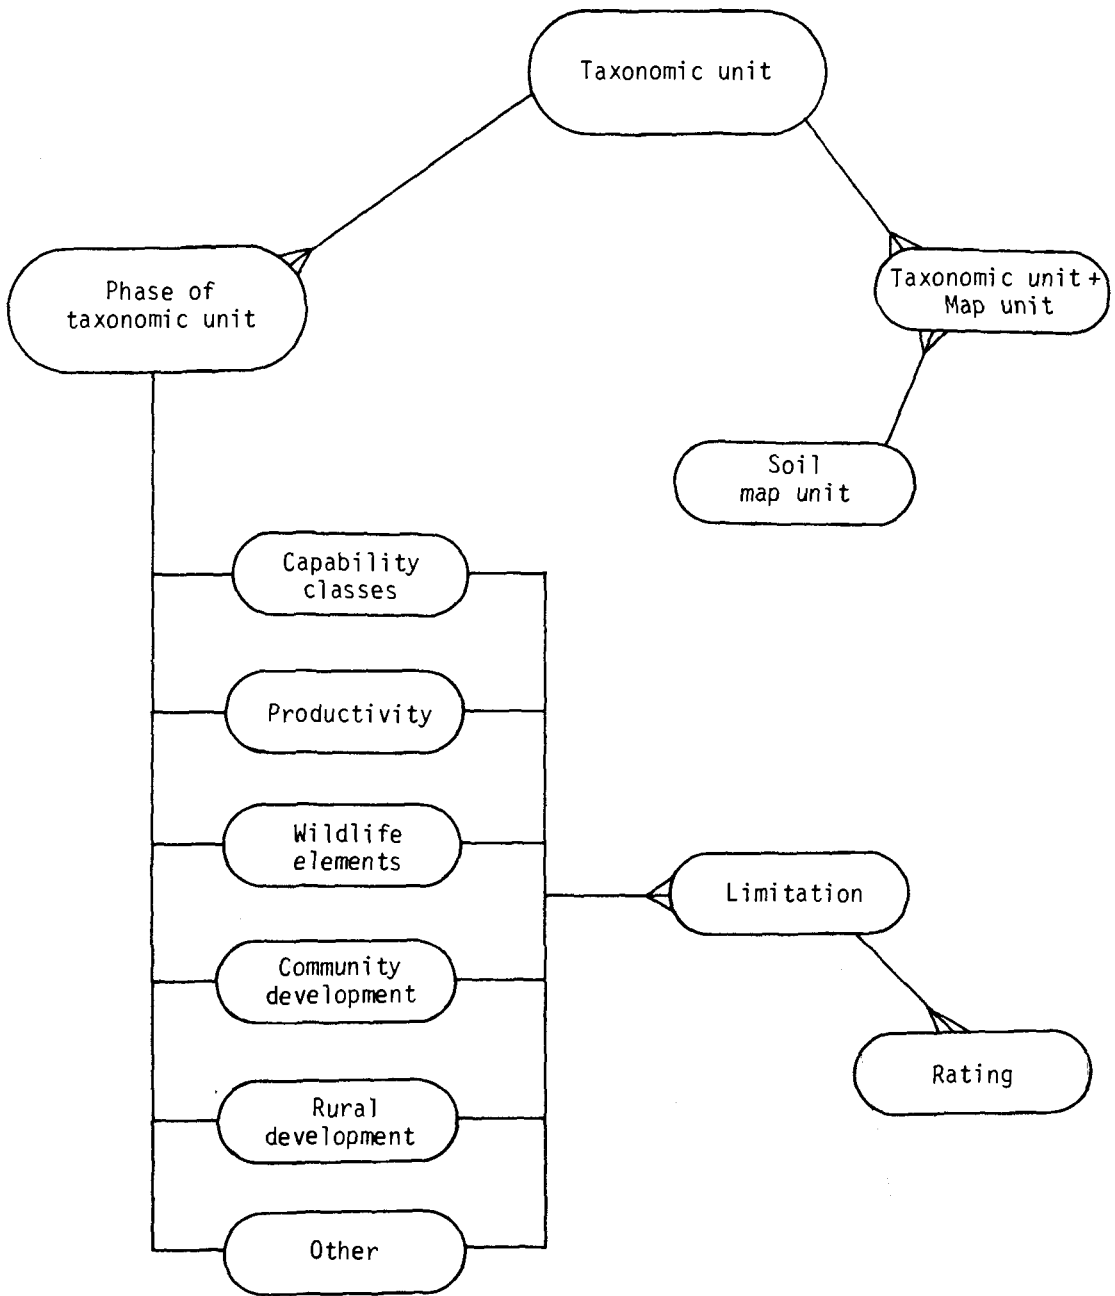 Taxonomic unit
Phase of
taxonomic unit
Taxonomic unit +
Map unit
Soil
map unit
Capability
classes
Productivity
Wildlife
elements
Limitation
Community
development
Rating
Rural
development
Other